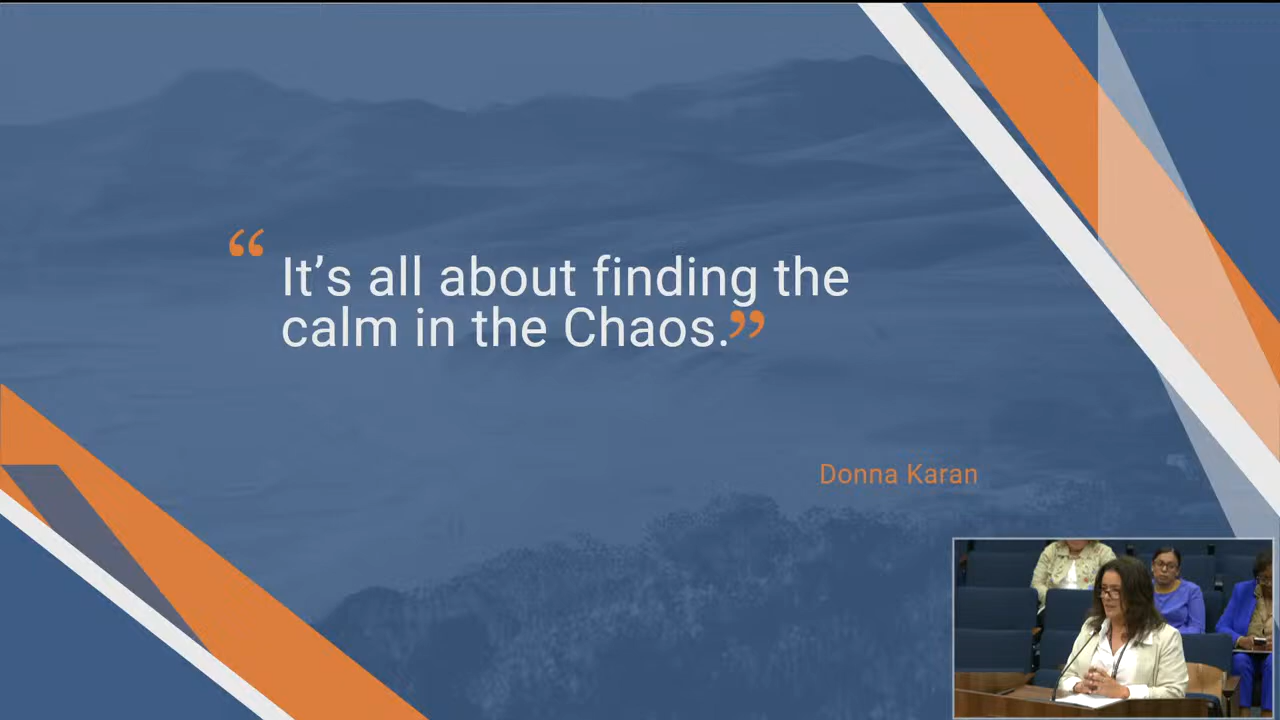 “It’s all about finding the
calm in the Chaos.”
Donna Karan